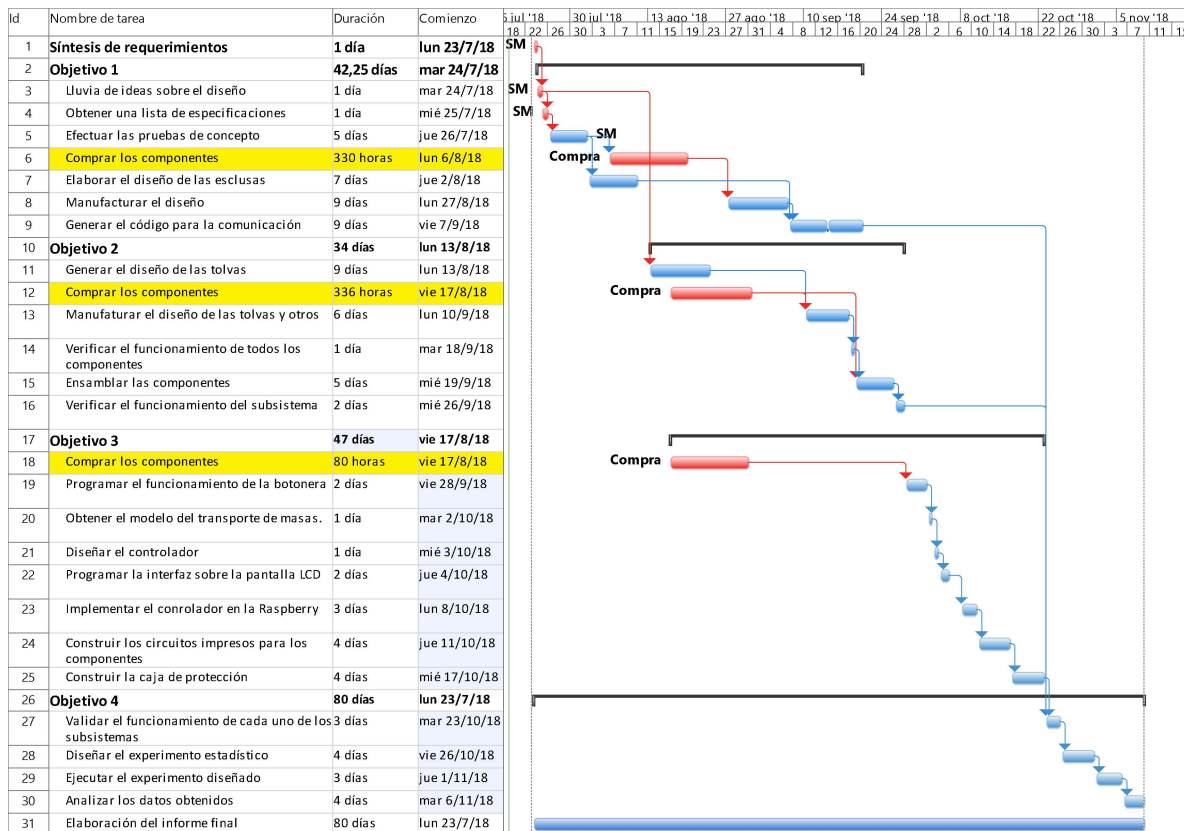 Id Nombre de tarea Duración Comienzo
jul '18 30 jul '18 13 ago '18 27 ago '18 10 sep '18 24 sep '18 8 oct '18 22 oct '18 5 nov '18
18 22 26 30 3 7 11 15 19 23 27 31 4 8 12 16 20 24 28 2 6 10 14 18 22 26 30 3 7 11 15
1 Síntesis de requerimientos 1 día lun 23/7/18 SM
2 Objetivo 1 42,25 días mar 24/7/18
3 Lluvia de ideas sobre el diseño 1 día mar 24/7/18 SM
4 Obtener una lista de especificaciones 1 día mié 25/7/18 SM
5 Efectuar las pruebas de concepto 5 días jue 26/7/18 SM
6 Comprar los componentes 330 horas lun 6/8/18 Compra
7 Elaborar el diseño de las esclusas 7 días jue 2/8/18
8 Manufacturar el diseño 9 días lun 27/8/18
9 Generar el código para la comunicación 9 días vie 7/9/18
10 Objetivo 2 34 días lun 13/8/18
11 Generar el diseño de las tolvas 9 días lun 13/8/18
12 Comprar los componentes 336 horas vie 17/8/18 Compra
13 Manufaturar el diseño de las tolvas y otros 6 días lun 10/9/18
14 Verificar el funcionamiento de todos los 1 día mar 18/9/18
componentes
15 Ensamblar las componentes 5 días mié 19/9/18
16 Verificar el funcionamiento del subsistema 2 días mié 26/9/18
17 Objetivo 3 47 días vie 17/8/18
18 Comprar los componentes 80 horas vie 17/8/18 Compra
19 Programar el funcionamiento de la botonera 2 días vie 28/9/18
20 Obtener el modelo del transporte de masas. 1 día mar 2/10/18
21 Diseñar el controlador 1 día mié 3/10/18
22 Programar la interfaz sobre la pantalla LCD 2 días jue 4/10/18
23 Implementar el conrolador en la Raspberry 3 días lun 8/10/18
24 Construir los circuitos impresos para los 4 días jue 11/10/18
componentes
25 Construir la caja de protección 4 días mié 17/10/18
26 Objetivo 4 80 días lun 23/7/18
27 Validar el funcionamiento de cada uno de los 3 días mar 23/10/18
subsistemas
28 Diseñar el experimento estadístico 4 días vie 26/10/18
29 Ejecutar el experimento diseñado 3 días jue 1/11/18
30 Analizar los datos obtenidos 4 días mar 6/11/18
31 Elaboración del informe final 80 días lun 23/7/18